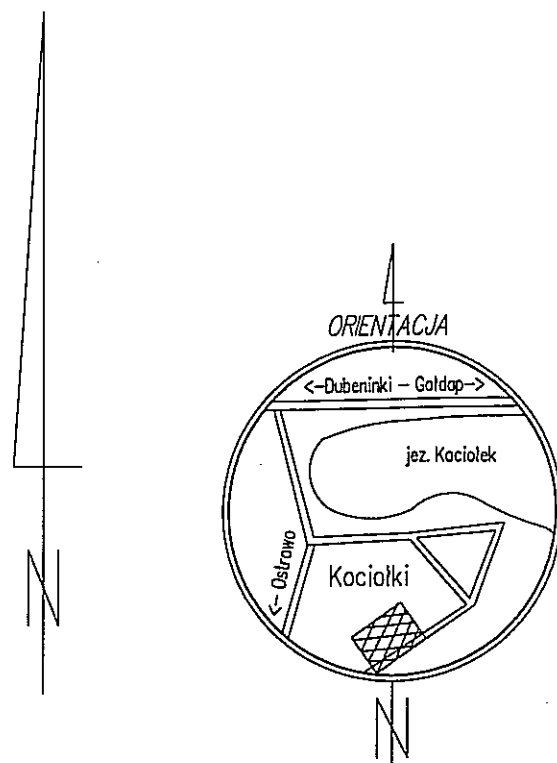 ORIENTACJA
<-Dubeninki - Gołdap->
jez. Kociołek
<- Ostrowo
Kociołki
N
N